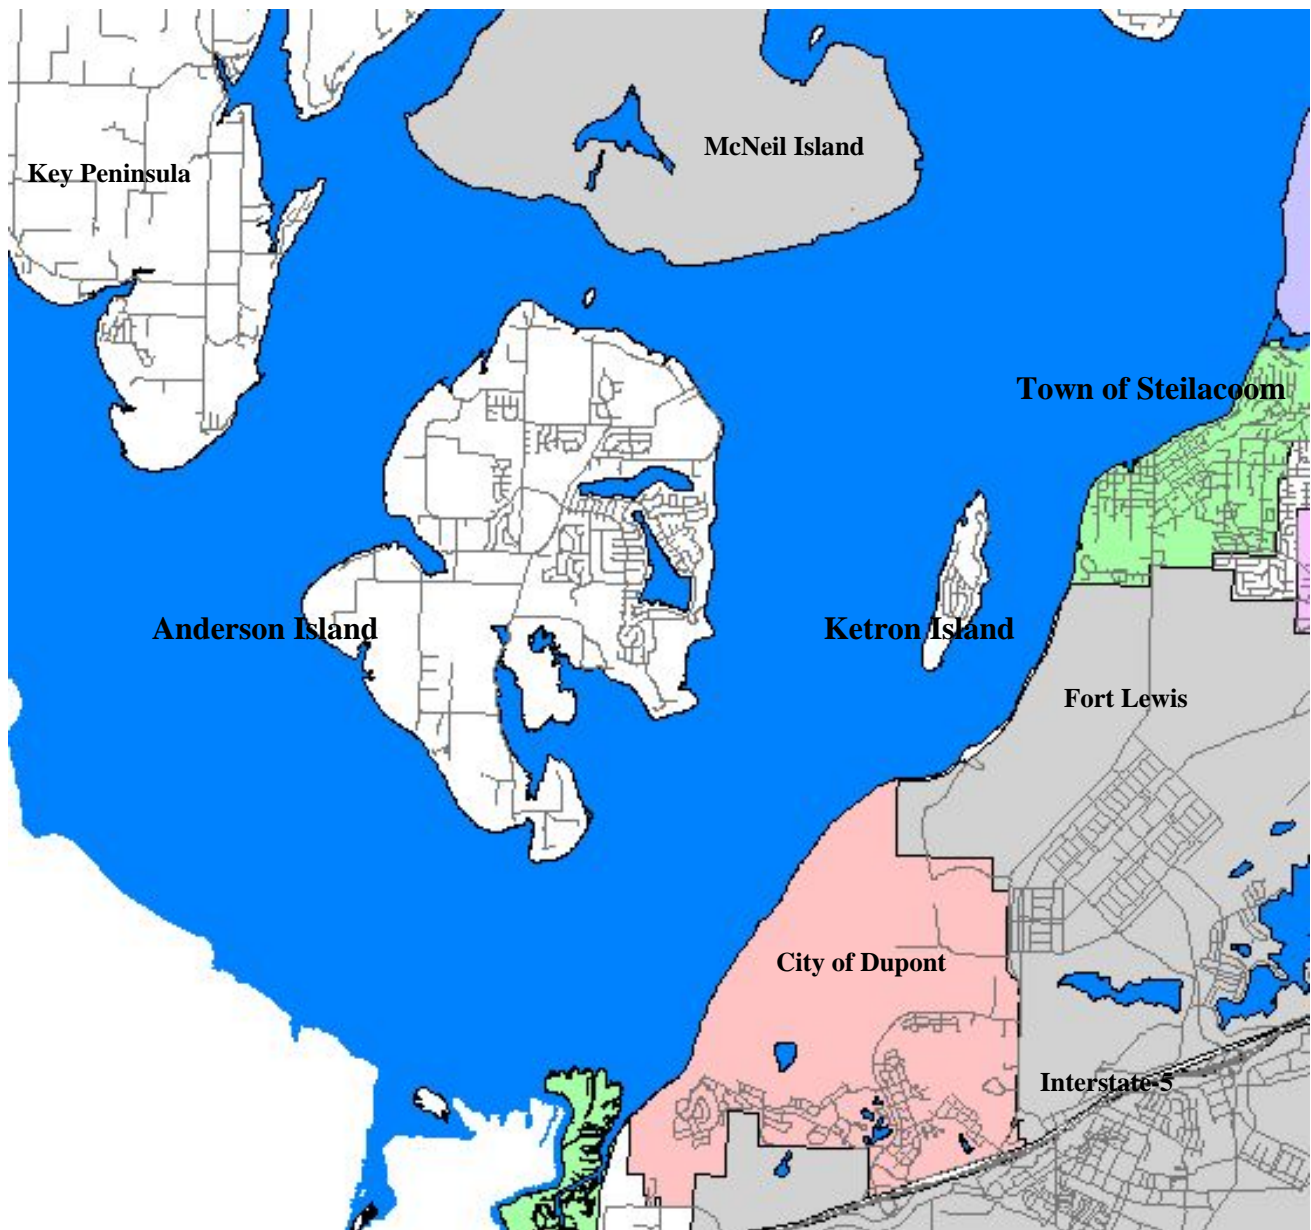 McNeil Island
Key Peninsula
Town of Steilacoom
Anderson Island
Ketron Island
Fort Lewis
City of Dupont
Interstate-5